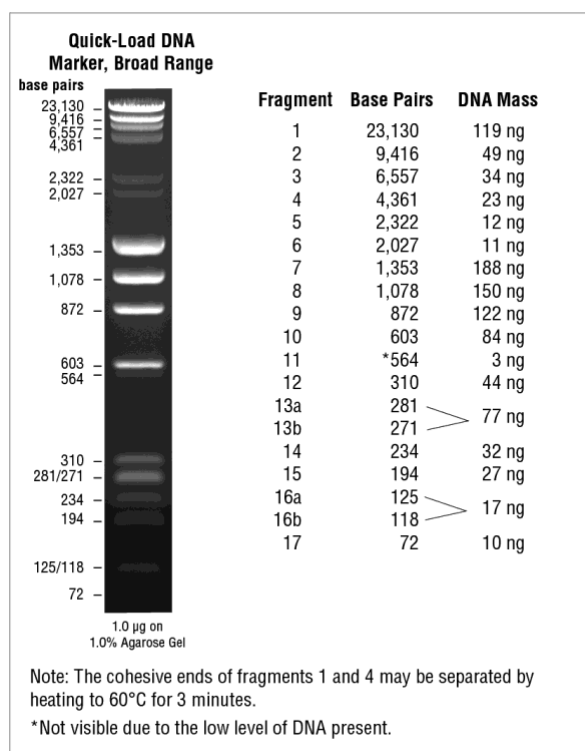 Quick-Load DNA
Marker, Broad Range
base pairs
23,130
9,416
6,557
4,361
2,322
2,027
1,353
1,078
872
603
564
310
281/271
234
194
125/118
72
1.0 µg on
1.0% Agarose Gel
Fragment Base Pairs DNA Mass
1 23,130 119 ng
2 9,416 49 ng
3 6,557 34 ng
4 4,361 23 ng
5 2,322 12 ng
6 2,027 11 ng
7 1,353 188 ng
8 1,078 150 ng
9 872 122 ng
10 603 84 ng
11 *564 3 ng
12 310 44 ng
13a 281
77 ng
13b 271
14 234 32 ng
15 194 27 ng
16a 125
17 ng
16b 118
17 72 10 ng
Note: The cohesive ends of fragments 1 and 4 may be separated by
heating to 60°C for 3 minutes.
*Not visible due to the low level of DNA present.